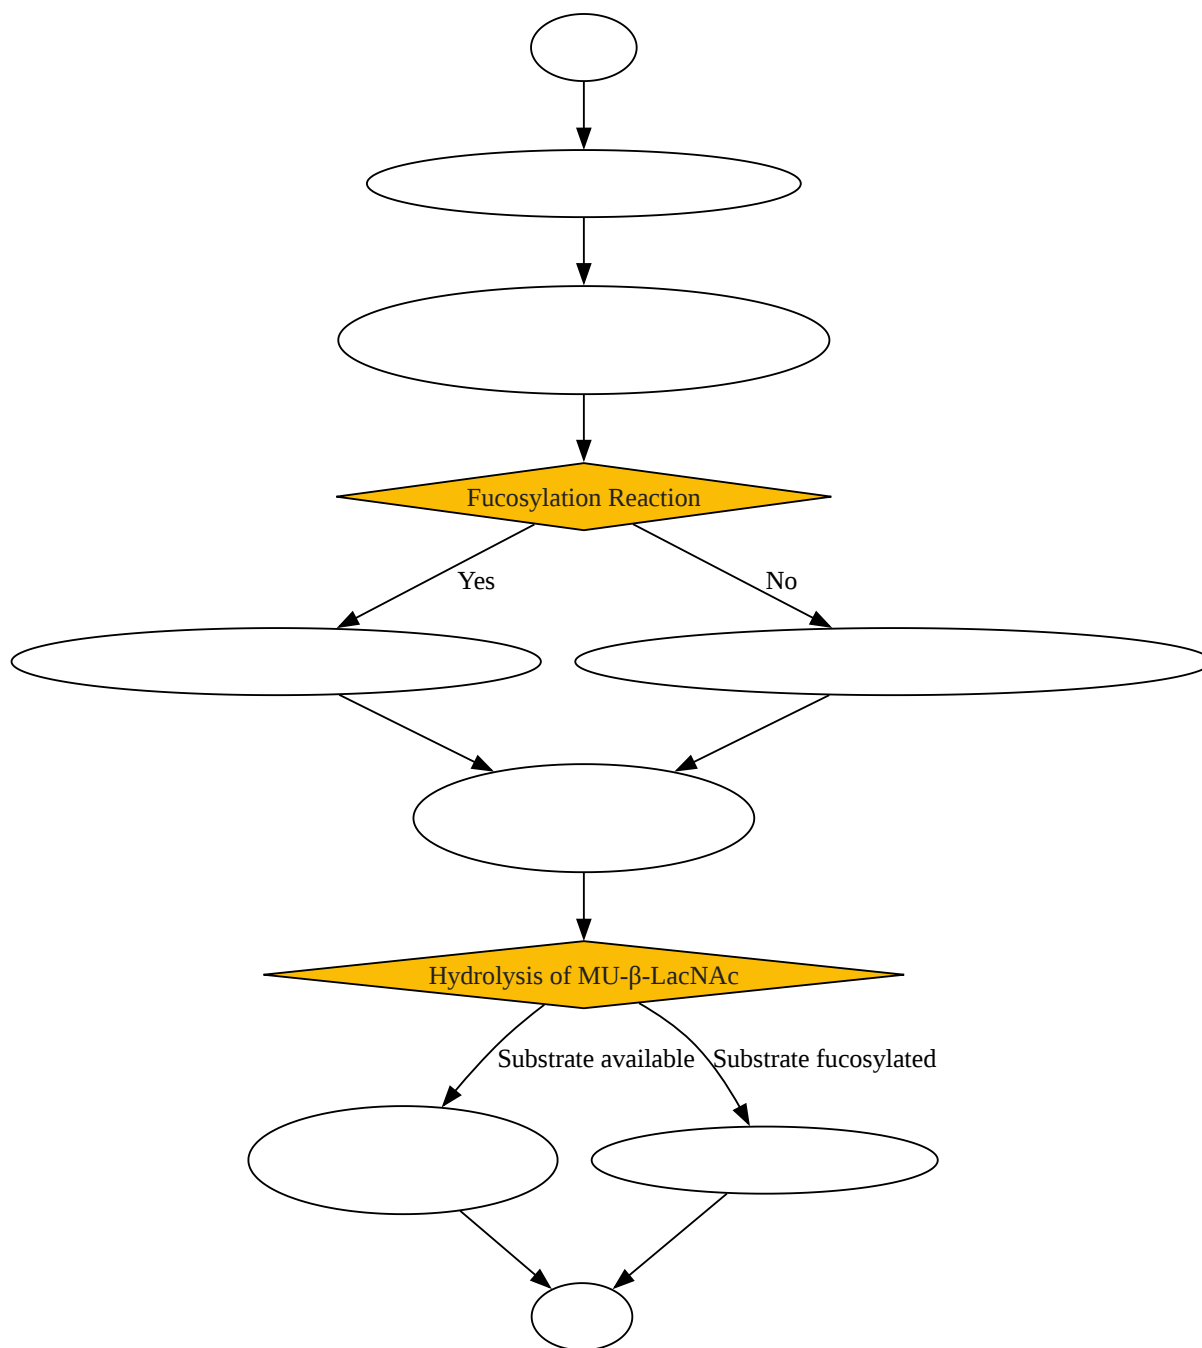 Fucosylation Reaction
Yes
No
Hydrolysis of MU-β-LacNAc
Substrate available
Substrate fucosylated